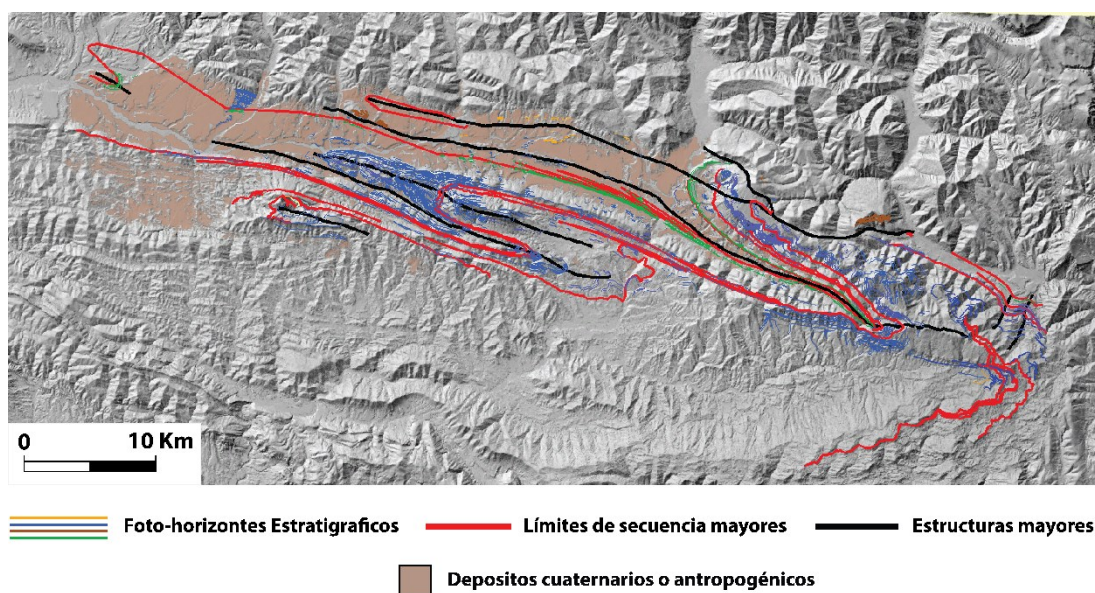 0 10 Km
Foto-horizontes Estratigraficos Límites de secuencia mayores Estructuras mayores
Depositos cuaternarios o antropogénicos